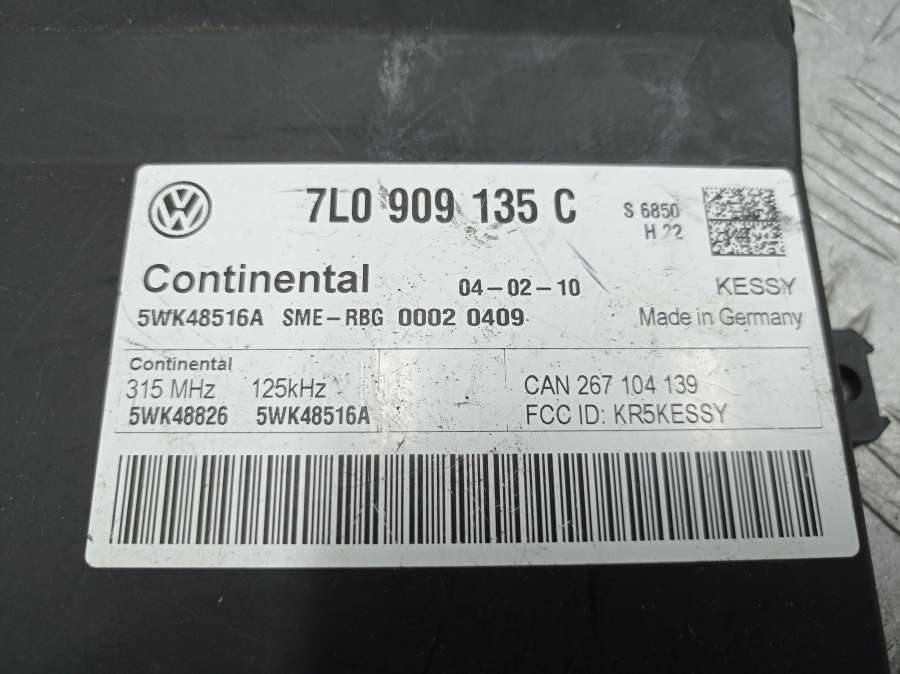 7L0 909 135 C
S 6850
H 22
Continental
04-02-10
KESSY
5WK48516A SME-RBG 00020 0409
Made in Germany
Continental
315 MHz 125kHz
CAN 267 104 139
5WK48826 5WK48516A
FCC ID: KR5KESSY